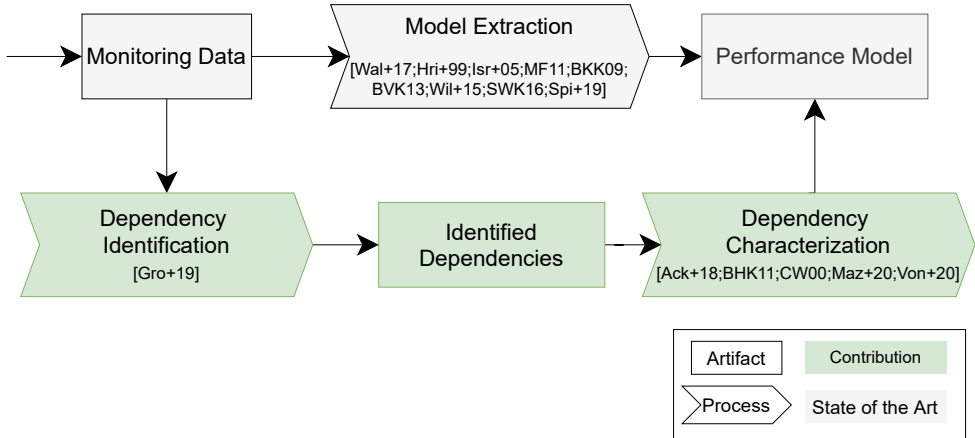 Monitoring Data
Model Extraction
[Wal+17;Hri+99;Isr+05;MF11;BKK09;
BVK13;Wil+15;SWK16;Spi+19]
Performance Model
Dependency
Identification
[Gro+19]
Identified
Dependencies
Dependency
Characterization
[Ack+18;BHK11;CW00;Maz+20;Von+20]
Artifact
Contribution
Process
State of the Art